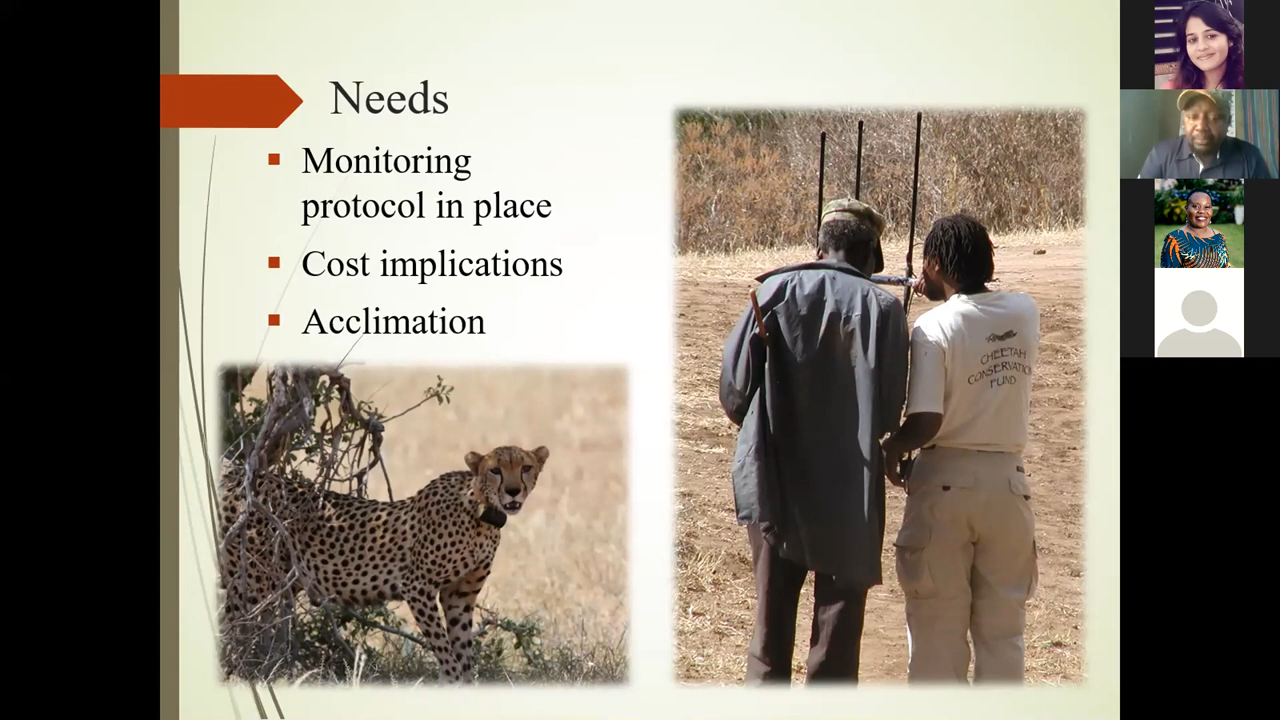 Needs
Monitoring
protocol in place
Cost implications
Acclimation
CHEETAH
CONSERVATION
FUND